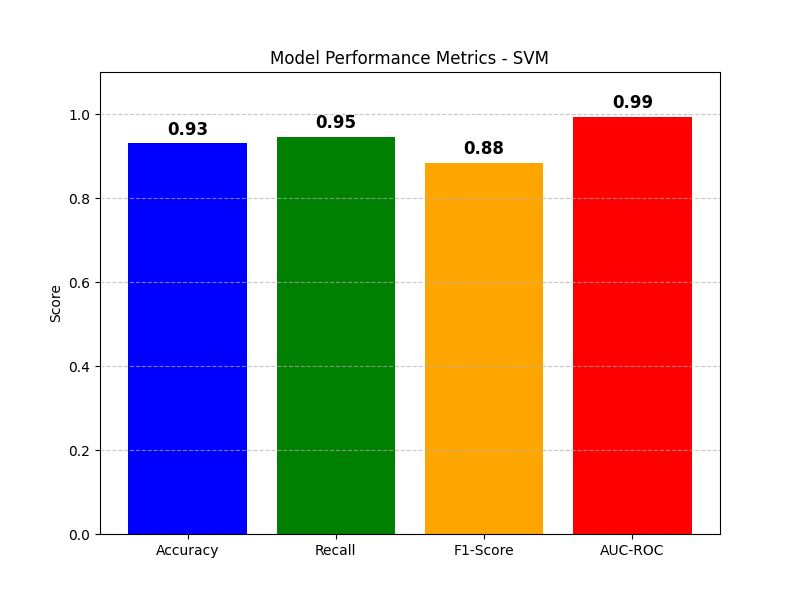 Model Performance Metrics - SVM
Score
1.0
0.8
0.6
0.4
0.2
0.0
0.93
0.95
0.88
0.99
Accuracy
Recall
F1-Score
AUC-ROC